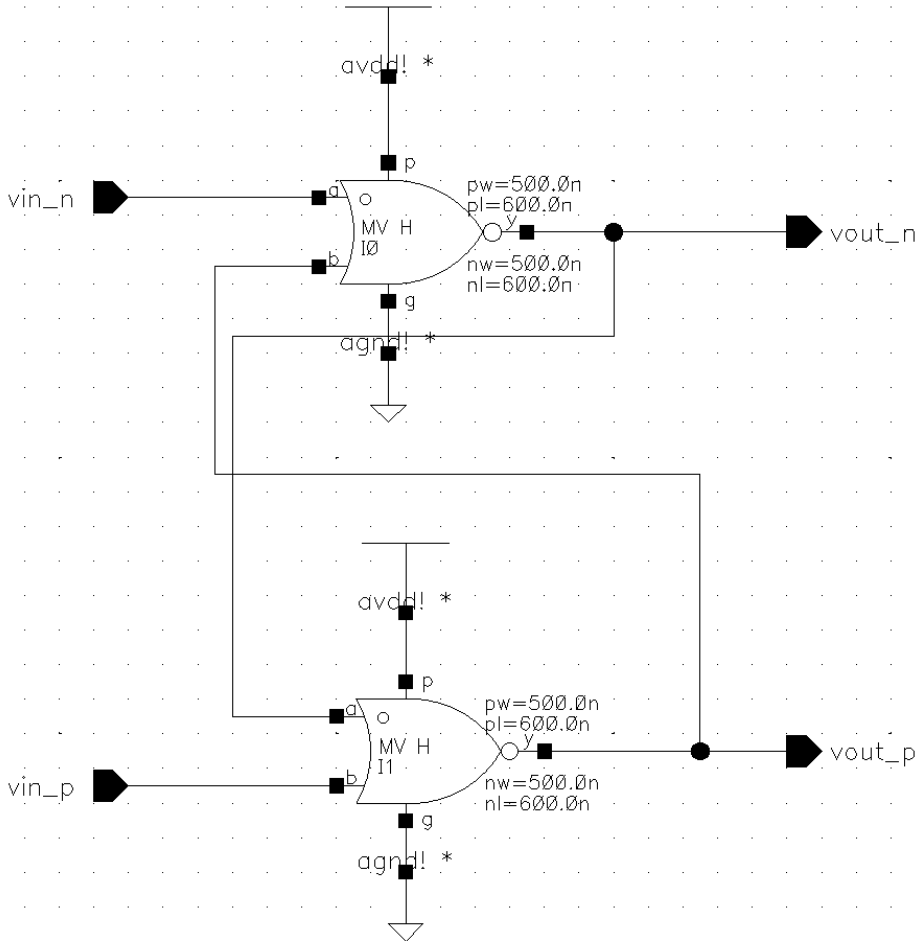 avdd! *
p
pw=500.0n
pl=600.0n
vin_n
a
MV H
I0
y
vout_n
b
nw=500.0n
nl=600.0n
g
agnd! *
avdd! *
p
pw=500.0n
pl=600.0n
a
MV H
I1
y
vout_p
vin_p
b
nw=500.0n
nl=600.0n
g
agnd! *